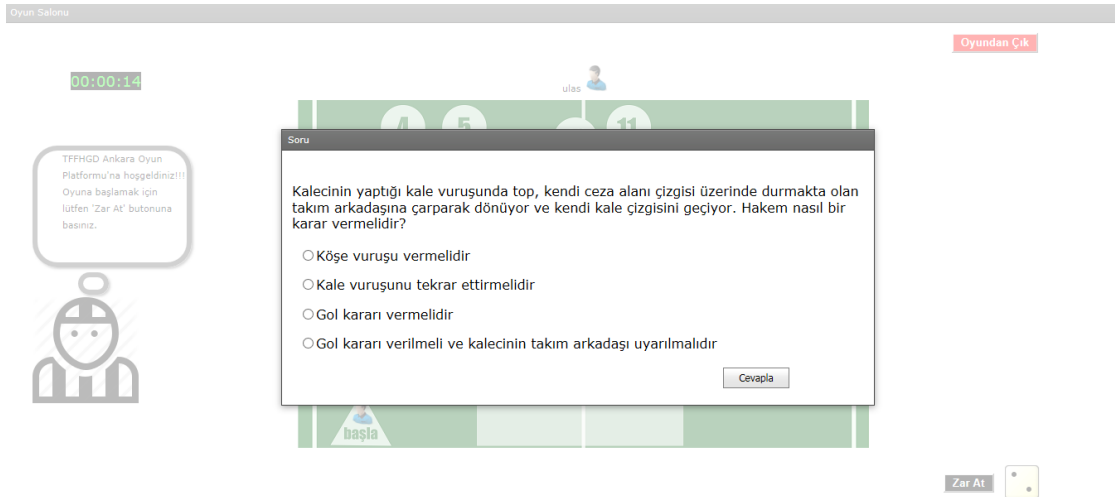 Oyun Salonu
Oyundan Çık
00:00:14
ulas
4 5 11
Soru
TFFHGD Ankara Oyun
Platformu'na hoşgeldiniz!!!
Oyuna başlamak için
lütfen 'Zar At' butonuna
basınız.
Kalecinin yaptığı kale vuruşunda top, kendi ceza alanı çizgisi üzerinde durmakta olan
takım arkadaşına çarparak dönüyor ve kendi kale çizgisini geçiyor. Hakem nasıl bir
karar vermelidir?
Köşe vuruşu vermelidir
Kale vuruşunu tekrar ettirmelidir
Gol kararı vermelidir
Gol kararı verilmeli ve kalecinin takım arkadaşı uyarılmalıdır
Cevapla
başla
Zar At